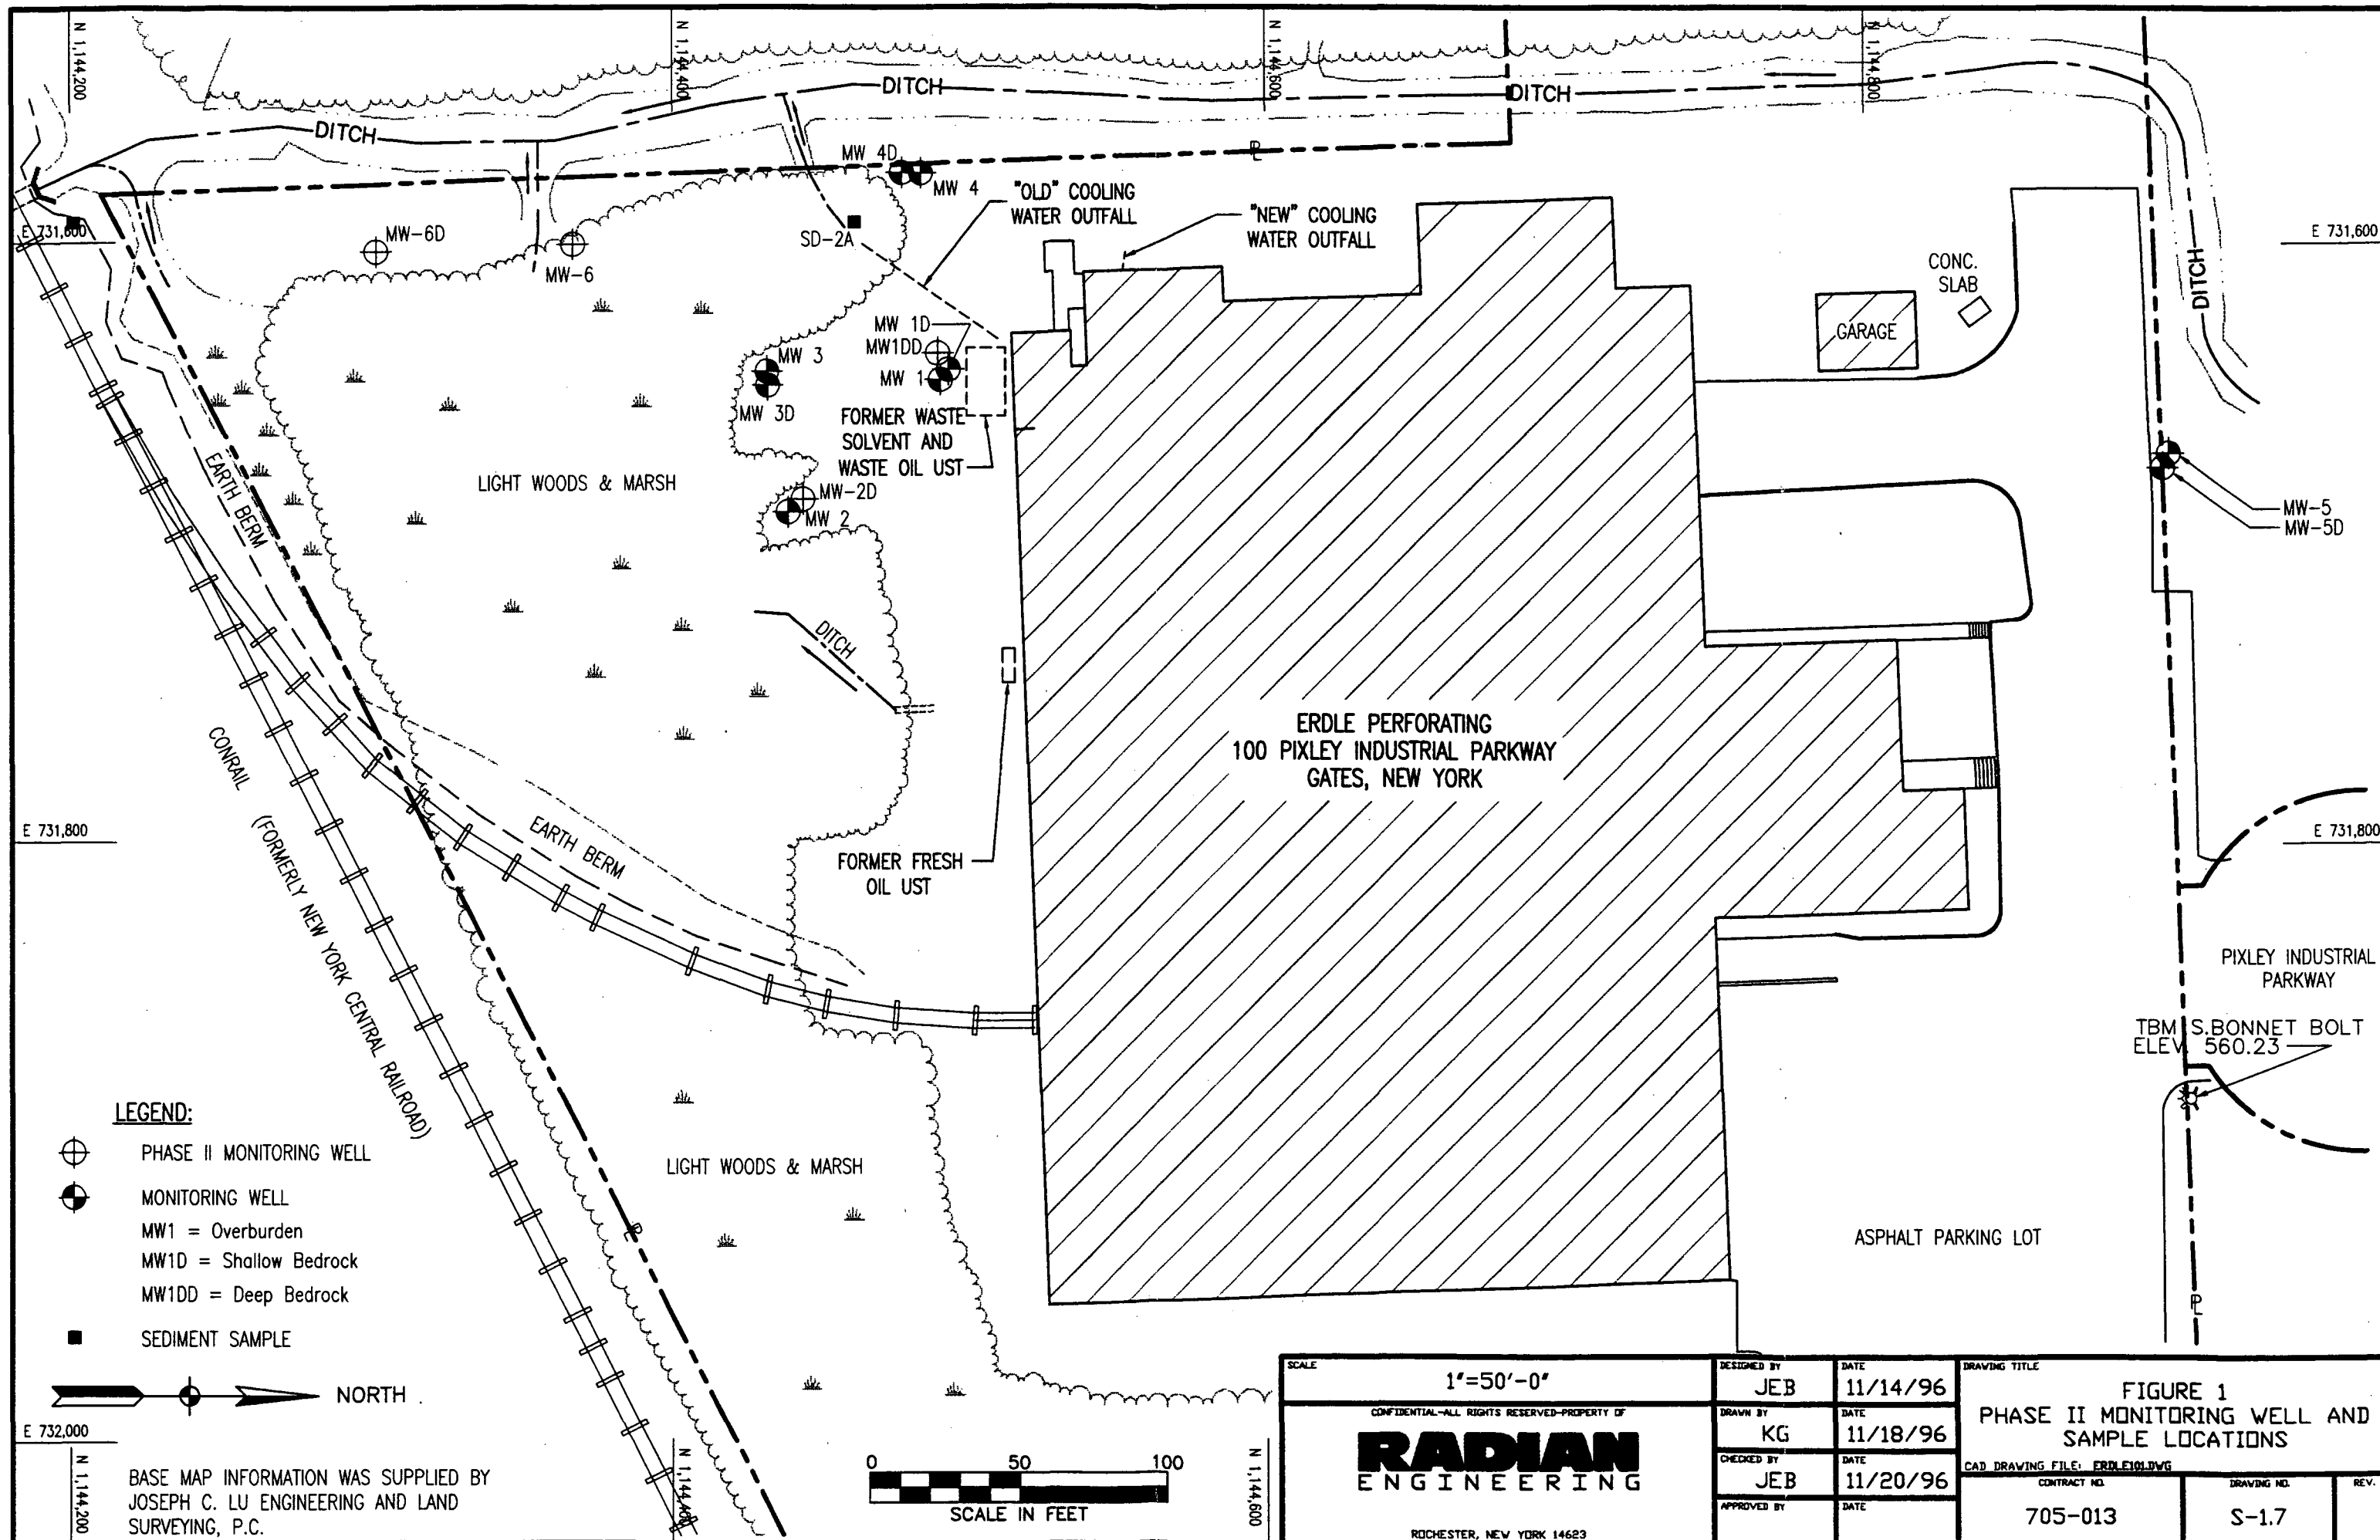 N 1,144,200
N 1,144,400
N 1,144,600
N 1,144,800
DITCH
DITCH
DITCH
MW 4D
MW 4
"OLD" COOLING
WATER OUTFALL
"NEW" COOLING
WATER OUTFALL
E 731,600
E 731,600
MW-6D
MW-6
SD-2A
DITCH
CONC.
SLAB
GARAGE
MW 1D
MW1DD
MW 1
MW 3
MW 3D
FORMER WASTE
SOLVENT AND
WASTE OIL UST
EARTH BERM
LIGHT WOODS & MARSH
MW-2D
MW 2
MW-5
MW-5D
DITCH
ERDLE PERFORATING
100 PIXLEY INDUSTRIAL PARKWAY
GATES, NEW YORK
CONRAIL
(FORMERLY NEW YORK CENTRAL RAILROAD)
E 731,800
E 731,800
EARTH BERM
FORMER FRESH
OIL UST
PIXLEY INDUSTRIAL
PARKWAY
TBM S.BONNET BOLT
ELEV. 560.23
LEGEND:
PHASE II MONITORING WELL
MONITORING WELL
MW1 = Overburden
MW1D = Shallow Bedrock
MW1DD = Deep Bedrock
SEDIMENT SAMPLE
NORTH
LIGHT WOODS & MARSH
ASPHALT PARKING LOT
E 732,000
N 1,144,200
N 1,144,400
N 1,144,600
BASE MAP INFORMATION WAS SUPPLIED BY
JOSEPH C. LU ENGINEERING AND LAND
SURVEYING, P.C.
0 50 100
SCALE IN FEET
SCALE
1"=50'-0"
CONFIDENTIAL-ALL RIGHTS RESERVED-PROPERTY OF
RADIAN
ENGINEERING
ROCHESTER, NEW YORK 14623
DESIGNED BY
JEB
DATE
11/14/96
DRAWN BY
KG
DATE
11/18/96
CHECKED BY
JEB
DATE
11/20/96
APPROVED BY
DATE
DRAWING TITLE
FIGURE 1
PHASE II MONITORING WELL AND
SAMPLE LOCATIONS
CAD DRAWING FILE: ERDLE101.DWG
CONTRACT NO.
705-013
DRAWING NO.
S-1.7
REV.